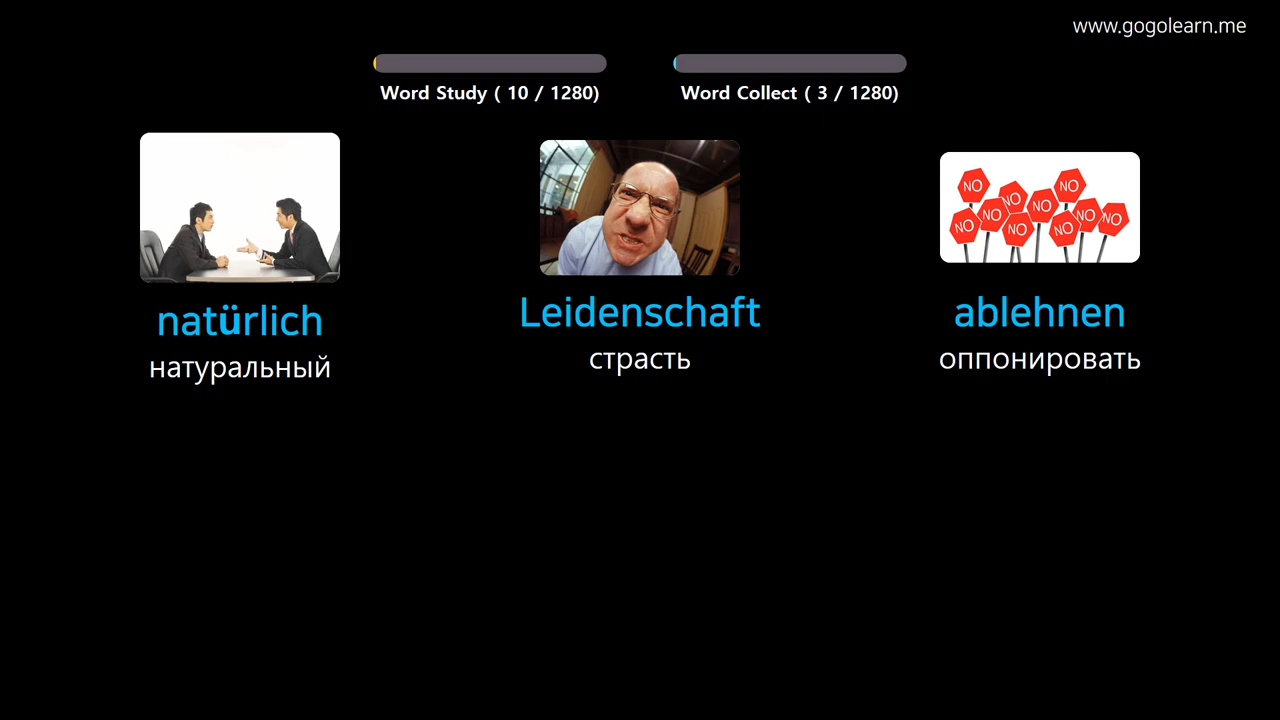 www.gogolearn.me
Word Study ( 10 / 1280)
Word Collect ( 3 / 1280)
NO NO NO NO NO NO NO NO NO NO
natürlich
Leidenschaft
ablehnen
натуральный
страсть
оппонировать